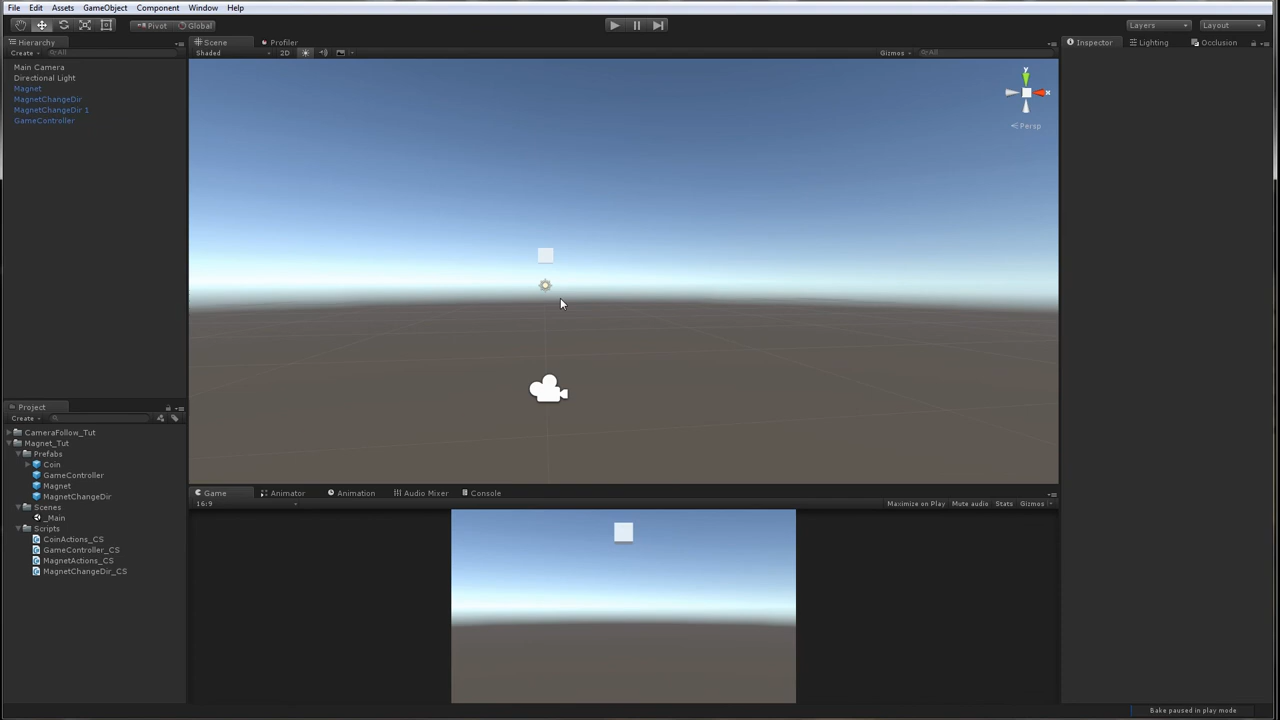 File Edit Assets GameObject Component Window Help
Pivot Global Layers Layout
Hierarchy Scene Profiler Inspector Lighting Occlusion
Create All Shaded 2D Gizmos All
Main Camera
Directional Light
Magnet
MagnetChangeDir
MagnetChangeDir 1
GameController
y
x
Persp
Project
Create
CameraFollow_Tut
Magnet_Tut
Prefabs
Coin
GameController
Magnet
MagnetChangeDir
Scenes
_Main
Scripts
CoinActions_CS
GameController_CS
MagnetActions_CS
MagnetChangeDir_CS
Game Animator Animation Audio Mixer Console
16:9 Maximize on Play Mute audio Stats Gizmos
Bake paused in play mode